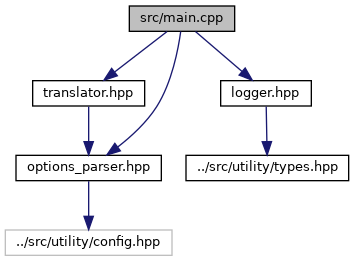 src/main.cpp
translator.hpp
logger.hpp
options_parser.hpp
../src/utility/types.hpp
../src/utility/config.hpp